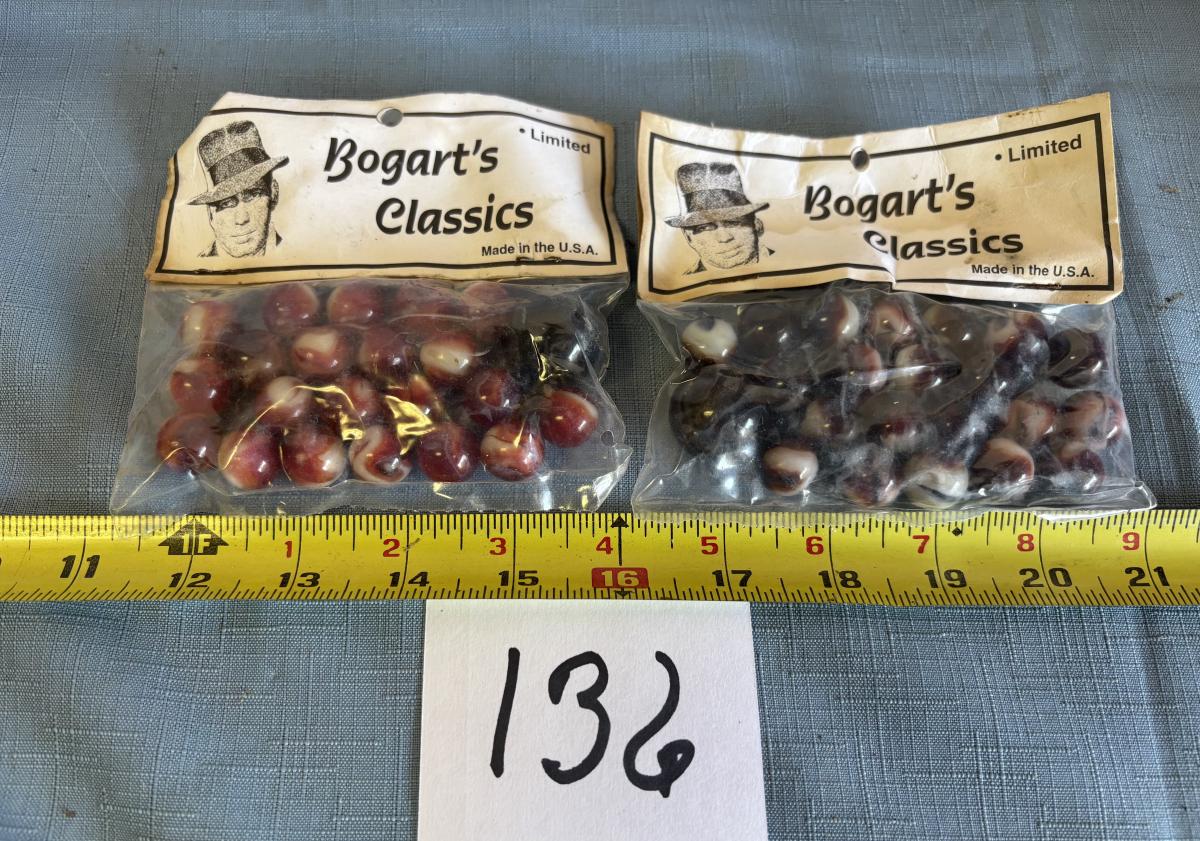 • Limited
Bogart's
Classics
Made in the U.S.A.
• Limited
Bogart's
Classics
Made in the U.S.A.
1F 1 2 3 4 5 6 7 8 9
11 12 13 14 15 16 17 18 19 20 21
136